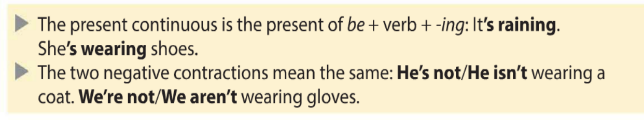 ▶ The present continuous is the present of be + verb + -ing: It's raining.
She's wearing shoes.
▶ The two negative contractions mean the same: He's not/He isn't wearing a
coat. We're not/We aren't wearing gloves.